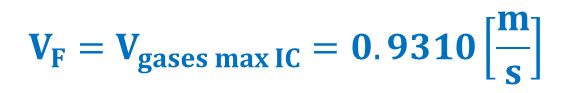 V_F = V_gases max IC = 0.9310 [m/s]